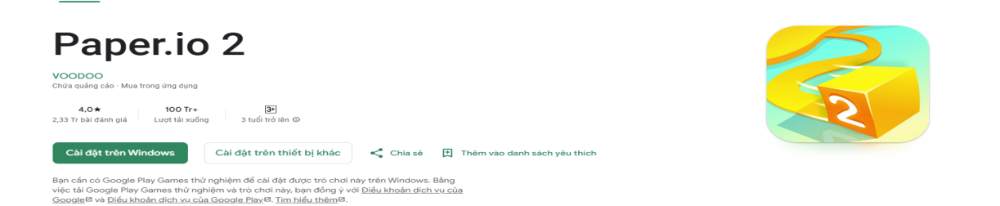 Paper.io 2
VOODOO
Chứa quảng cáo · Mua trong ứng dụng
4,0★ 100 Tr+ 3+
2,33 Tr bài đánh giá Lượt tải xuống 3 tuổi trở lên
Cài đặt trên Windows Cài đặt trên thiết bị khác Chia sẻ Thêm vào danh sách yêu thích
Bạn cần có Google Play Games thử nghiệm để cài đặt được trò chơi này trên Windows. Bằng
việc tải Google Play Games thử nghiệm và trò chơi này, bạn đồng ý với Điều khoản dịch vụ của
Google và Điều khoản dịch vụ của Google Play. Tìm hiểu thêm.
2